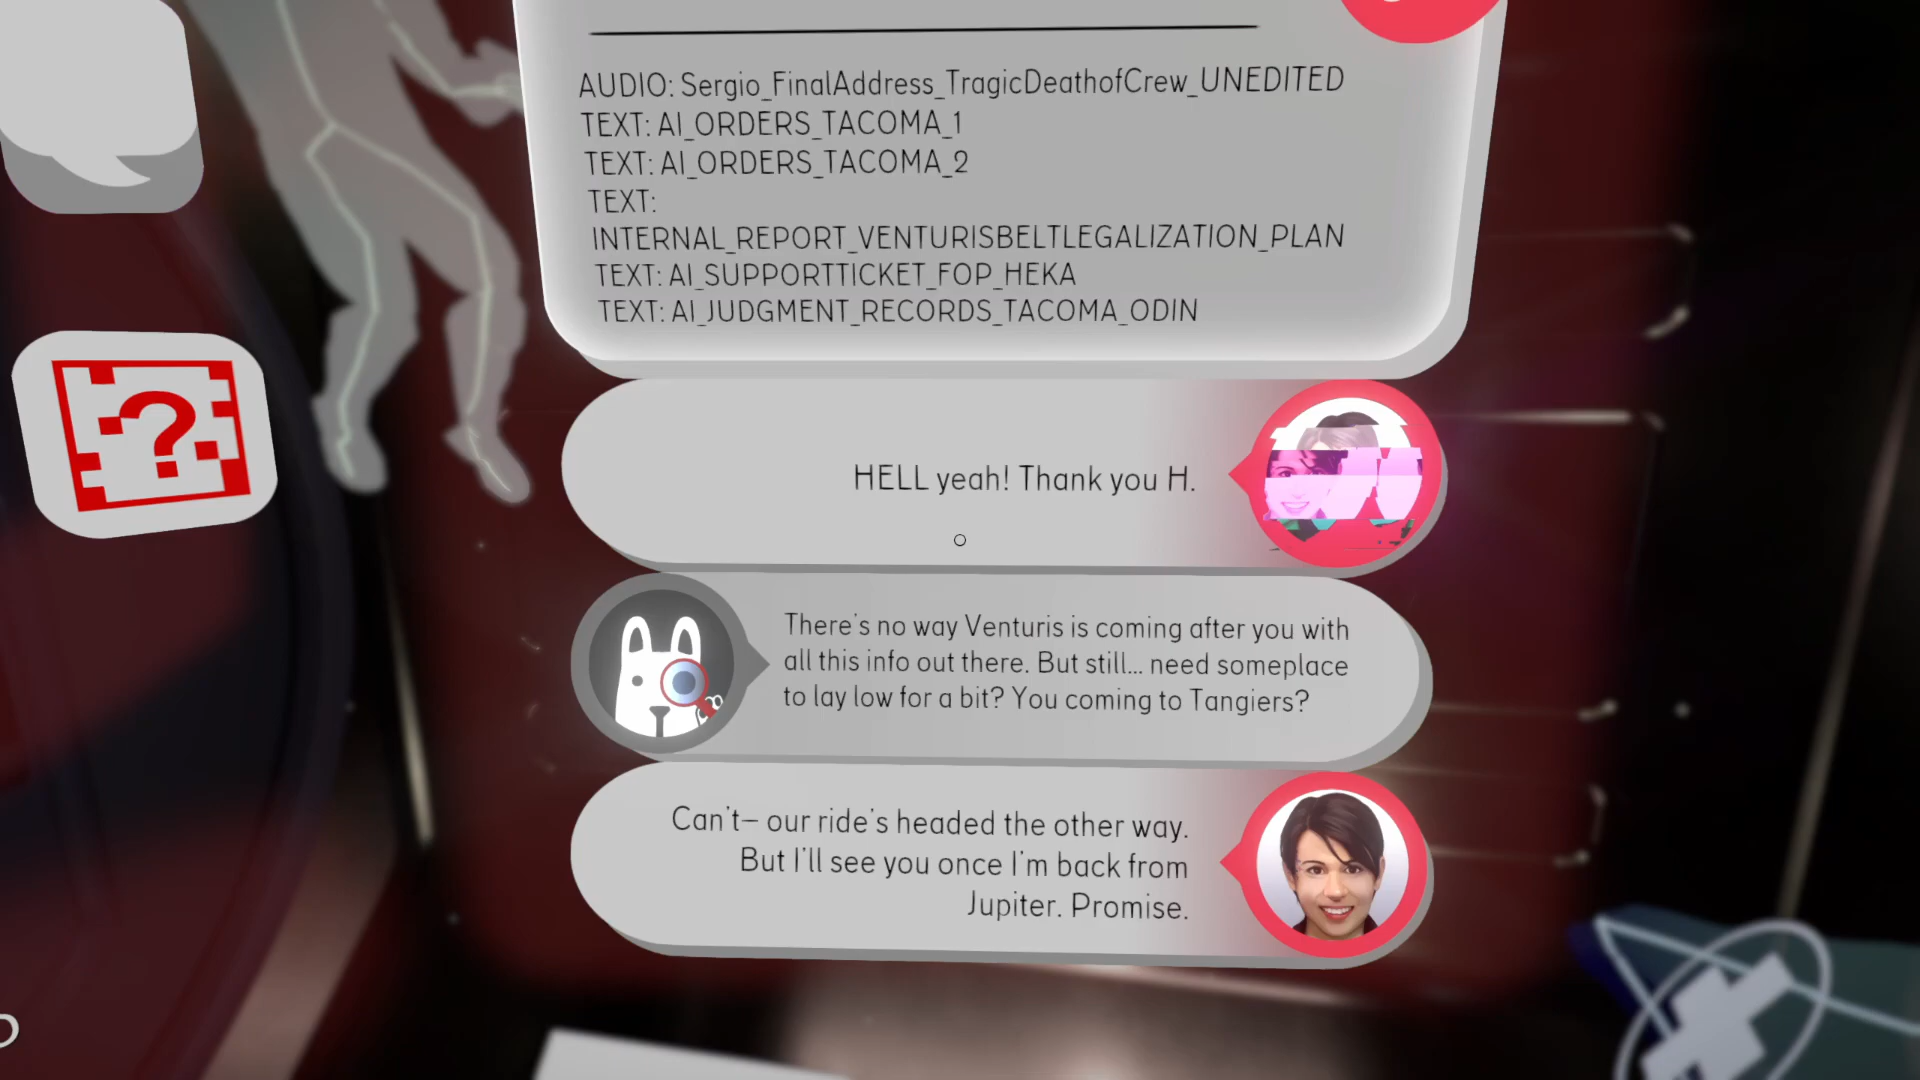 AUDIO: Sergio_FinalAddress_TragicDeathofCrew_UNEDITED
TEXT: AI_ORDERS_TACOMA_1
TEXT: AI_ORDERS_TACOMA_2
TEXT:
INTERNAL_REPORT_VENTURISBELTLEGALIZATION_PLAN
TEXT: AI_SUPPORTTICKET_FOP_HEKA
TEXT: AI_JUDGMENT_RECORDS_TACOMA_ODIN
?
HELL yeah! Thank you H.
There's no way Venturis is coming after you with
all this info out there. But still... need someplace
to lay low for a bit? You coming to Tangiers?
Can't– our ride's headed the other way.
But I'll see you once I'm back from
Jupiter. Promise.